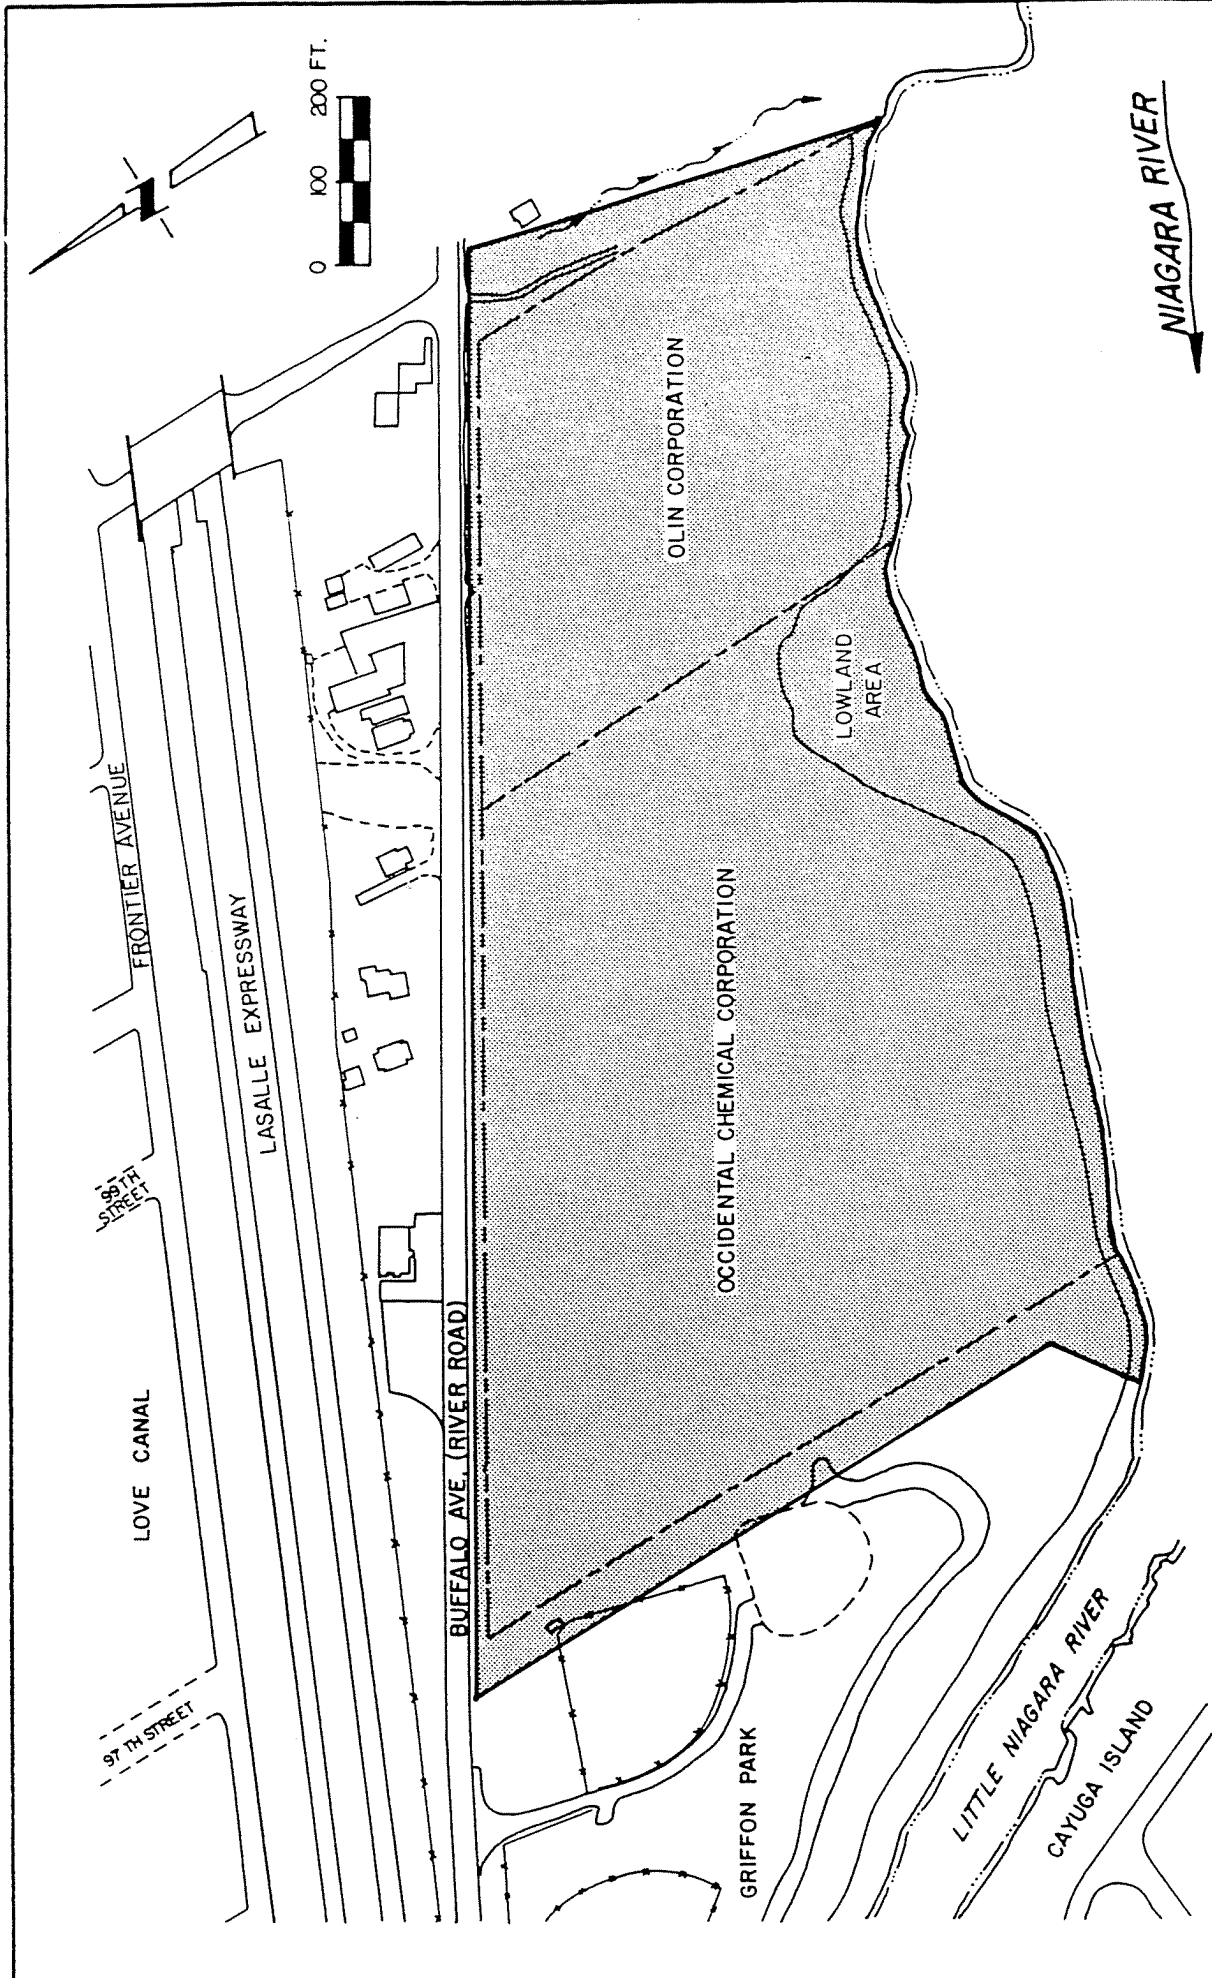 0 100 200 FT.
NIAGARA RIVER
FRONTIER AVENUE
LASALLE EXPRESSWAY
99TH
STREET
LOVE CANAL
97 TH STREET
BUFFALO AVE. (RIVER ROAD)
OLIN CORPORATION
LOWLAND
AREA
OCCIDENTAL CHEMICAL CORPORATION
GRIFFON PARK
LITTLE NIAGARA RIVER
CAYUGA ISLAND